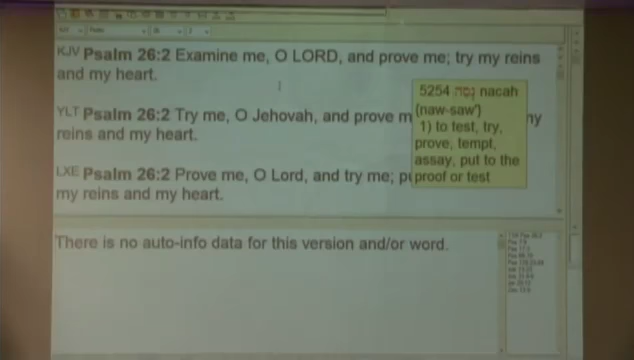 KJV Psalm 26:2 Examine me, O LORD, and prove me; try my reins
and my heart.
YLT Psalm 26:2 Try me, O Jehovah, and prove m
ny
reins and my heart.
LXE Psalm 26:2 Prove me, O Lord, and try me; pu
my reins and my heart.
5254 נסה nacah
(naw-saw')
1) to test, try,
prove, tempt,
assay, put to the
proof or test
There is no auto-info data for this version and/or word.